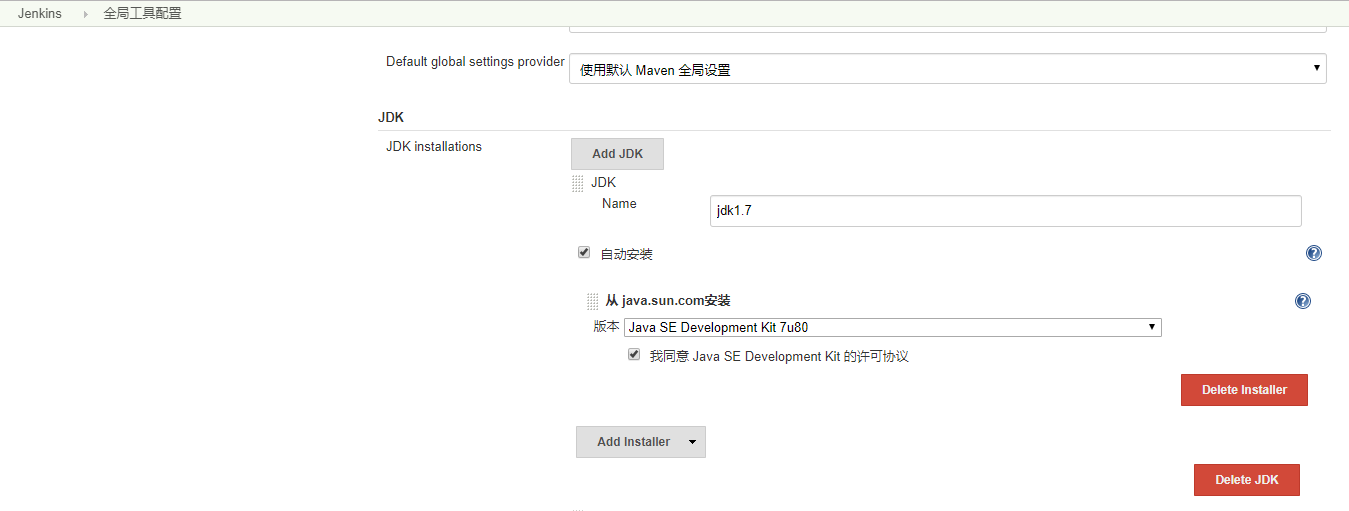 Jenkins 全局工具配置
Default global settings provider 使用默认 Maven 全局设置
JDK
JDK installations Add JDK
JDK
Name jdk1.7
自动安装
从 java.sun.com安装
版本 Java SE Development Kit 7u80
我同意 Java SE Development Kit 的许可协议
Delete Installer
Add Installer
Delete JDK